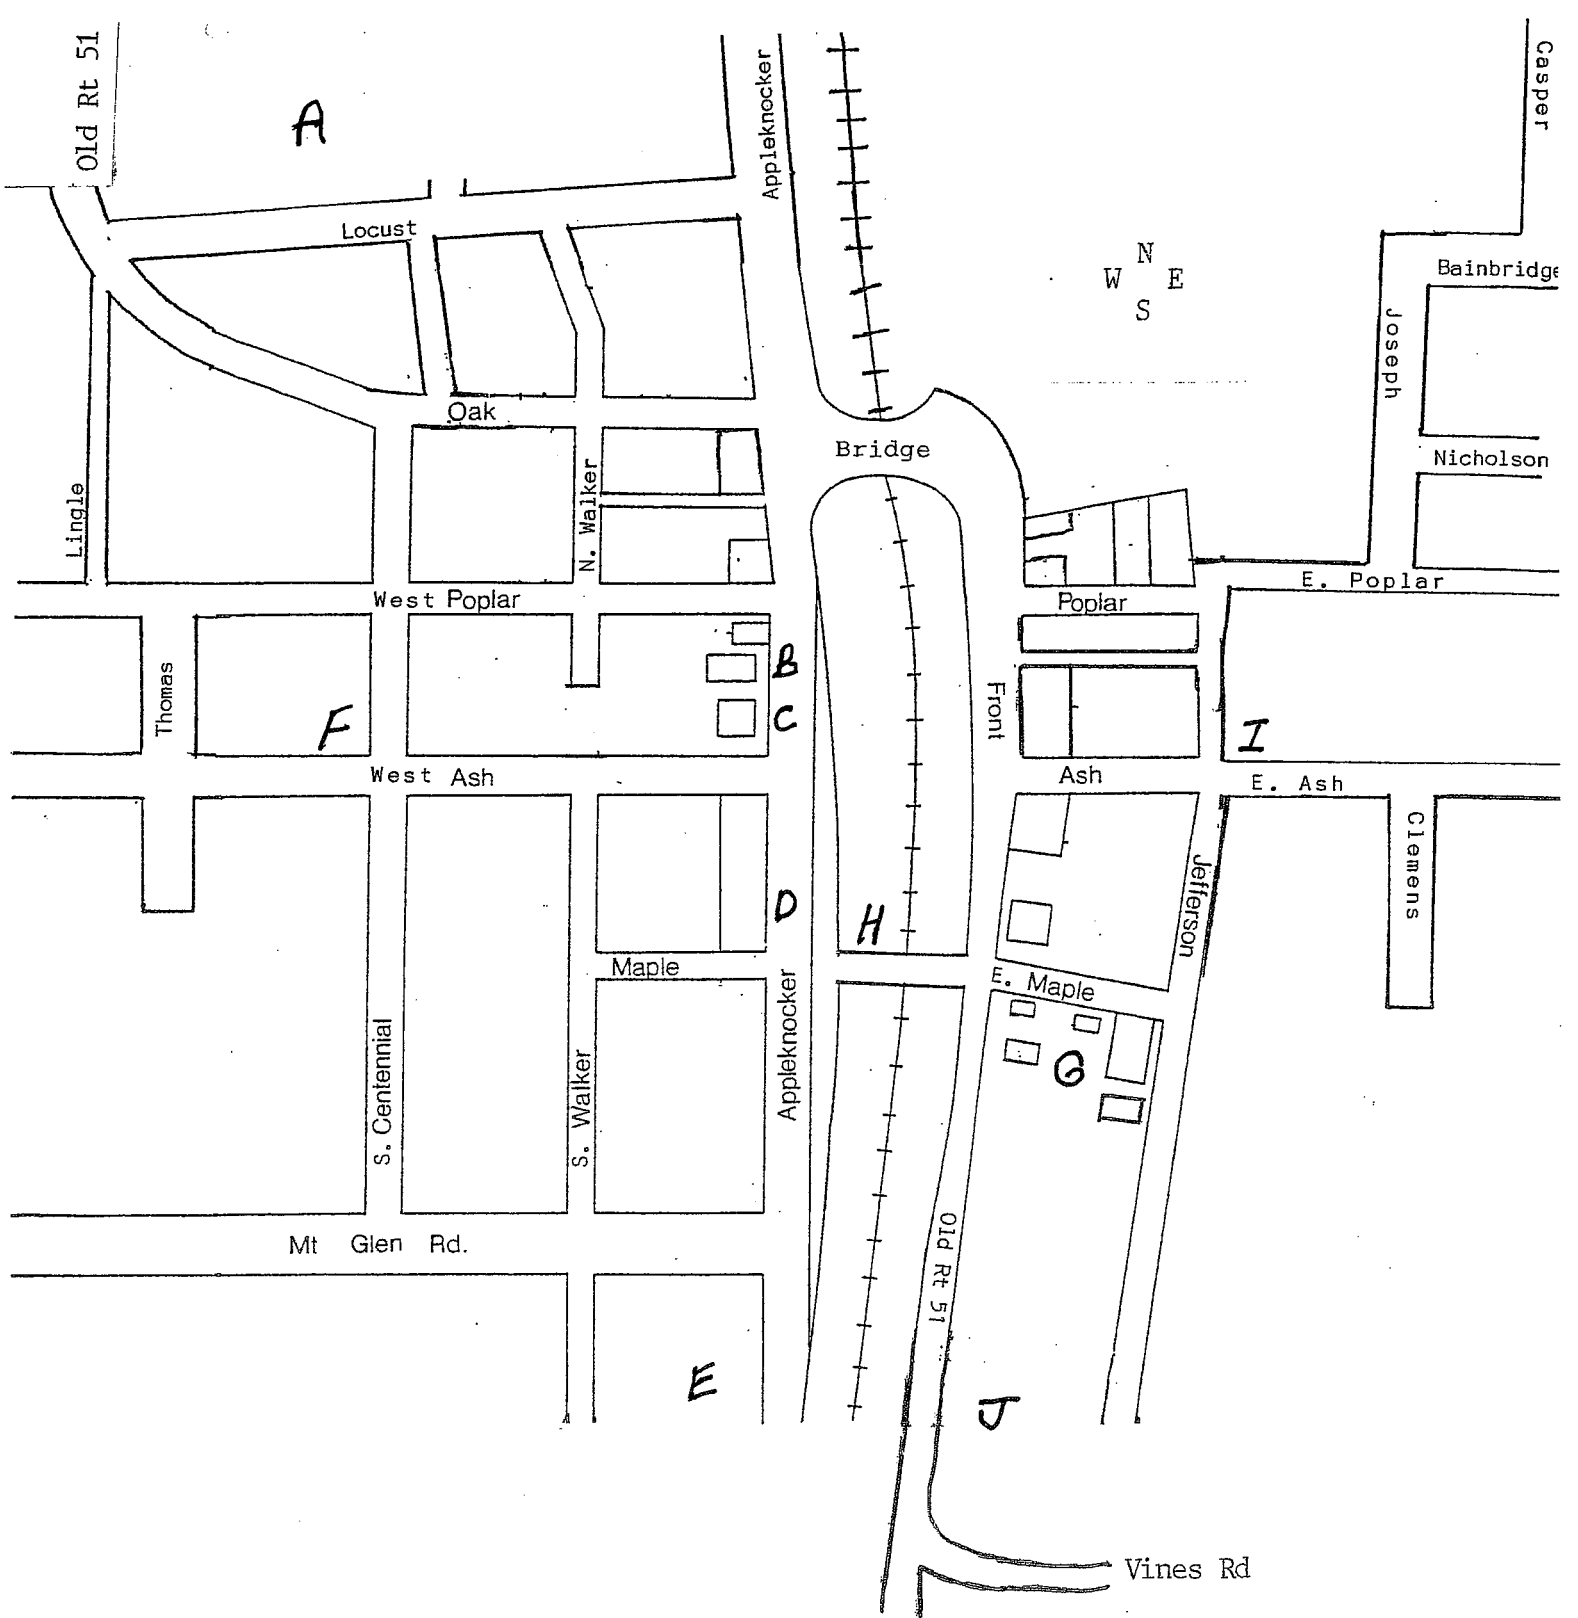 Old Rt 51
A
Appleknocker
Casper
Locust
N
W E
S
Bainbridge
Joseph
Oak
Bridge
Nicholson
Lingle
N. Walker
E. Poplar
West Poplar
Poplar
Thomas
B
F
C
Front
I
West Ash
Ash
E. Ash
Clemens
Jefferson
D
H
Maple
E. Maple
Appleknocker
S. Centennial
S. Walker
G
Mt Glen Rd.
Old Rt 51
E
J
Vines Rd